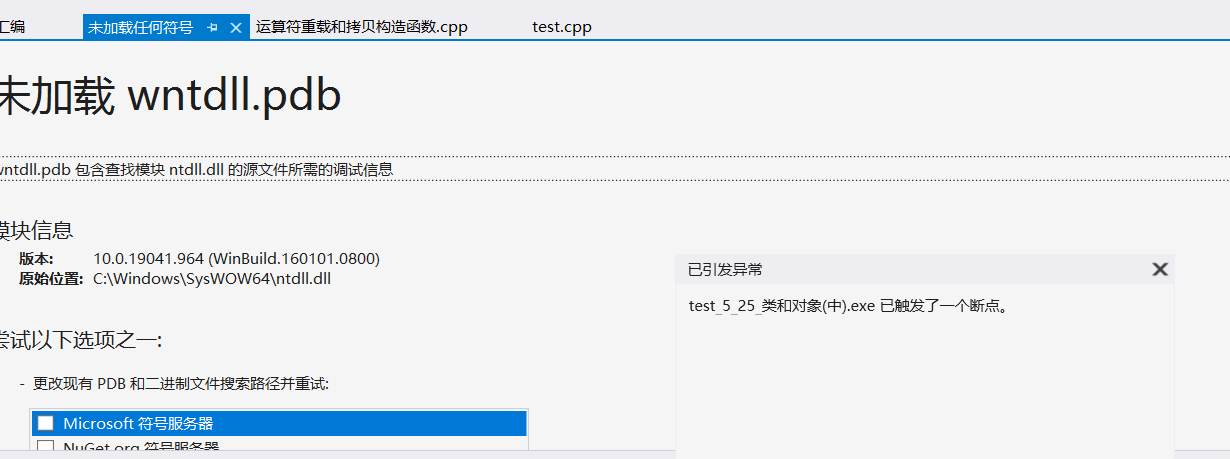 汇编 未加载任何符号 运算符重载和拷贝构造函数.cpp test.cpp
未加载 wntdll.pdb
wntdll.pdb 包含查找模块 ntdll.dll 的源文件所需的调试信息
模块信息
版本: 10.0.19041.964 (WinBuild.160101.0800)
原始位置: C:\Windows\SysWOW64\ntdll.dll
已引发异常
test_5_25_类和对象(中).exe 已触发了一个断点。
尝试以下选项之一:
- 更改现有 PDB 和二进制文件搜索路径并重试:
Microsoft 符号服务器
NuGet.org 符号服务器